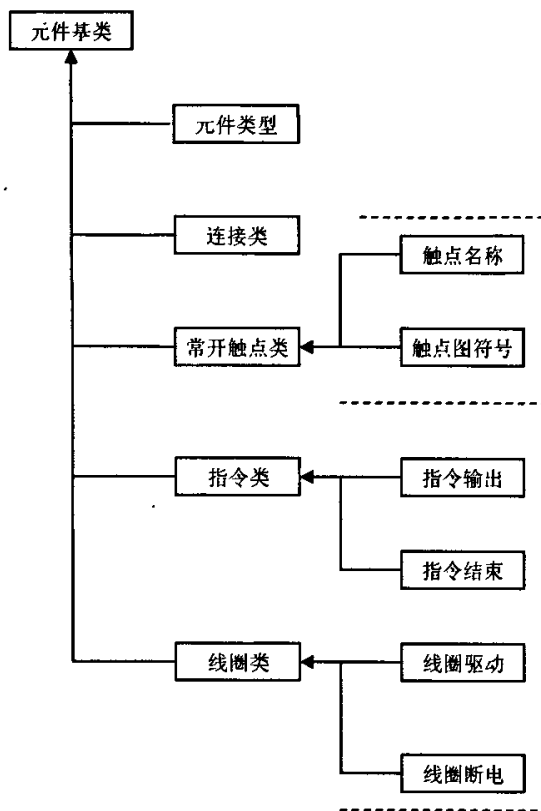 元件基类
元件类型
连接类
触点名称
常开触点类
触点图符号
指令类
指令输出
指令结束
线圈类
线圈驱动
线圈断电